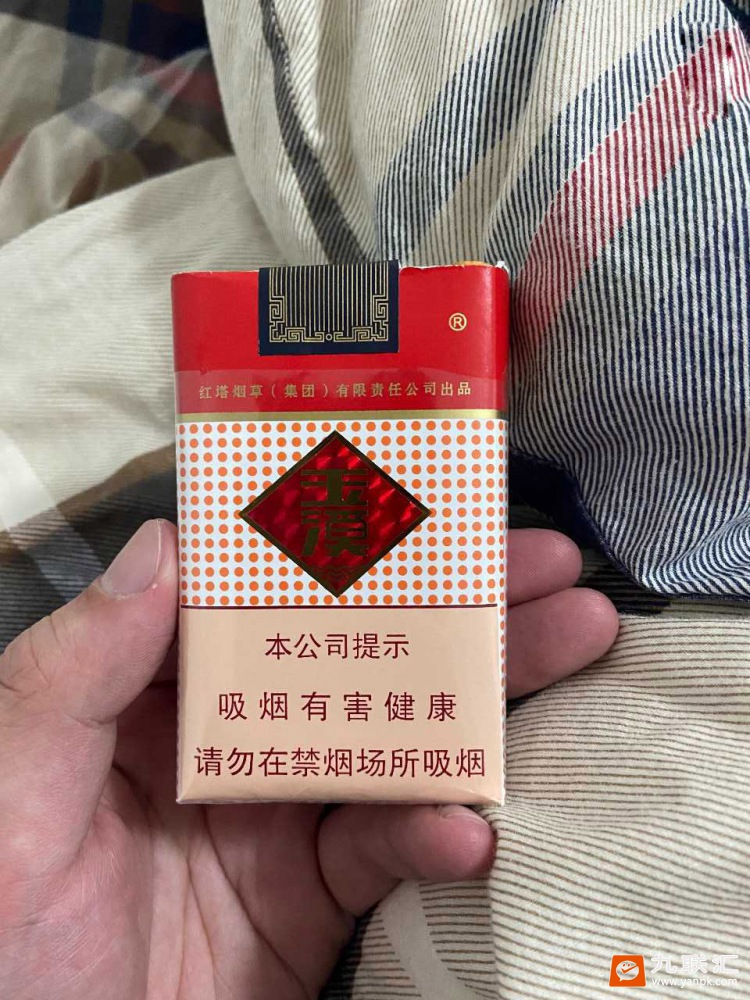 ®
红塔烟草(集团)有限责任公司出品
玉溪
本公司提示
吸烟有害健康
请勿在禁烟场所吸烟
九联汇
www.yanpk.com